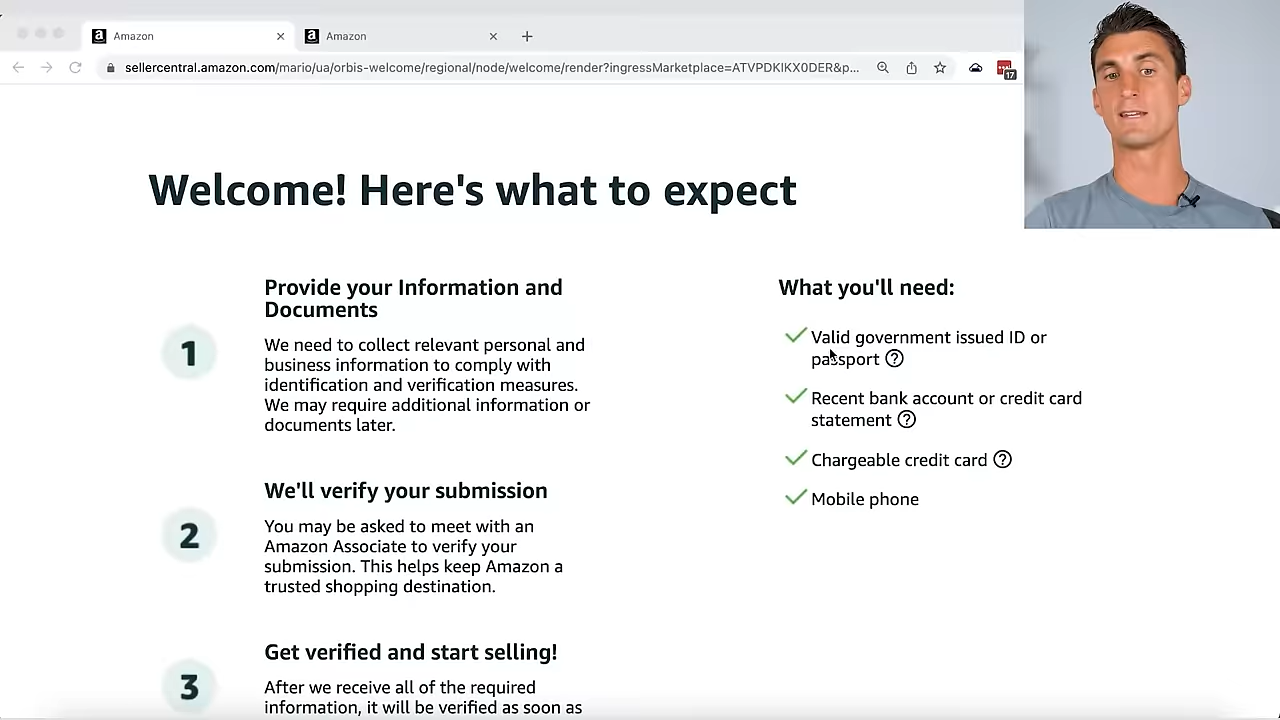 Amazon
Amazon
sellercentral.amazon.com/mario/ua/orbis-welcome/regional/node/welcome/render?ingressMarketplace=ATVPDKIKX0DER&p...
17
Welcome! Here's what to expect
Provide your Information and
Documents
1
We need to collect relevant personal and
business information to comply with
identification and verification measures.
We may require additional information or
documents later.
We'll verify your submission
2
You may be asked to meet with an
Amazon Associate to verify your
submission. This helps keep Amazon a
trusted shopping destination.
Get verified and start selling!
3
After we receive all of the required
information, it will be verified as soon as
What you'll need:
Valid government issued ID or
passport
Recent bank account or credit card
statement
Chargeable credit card
Mobile phone